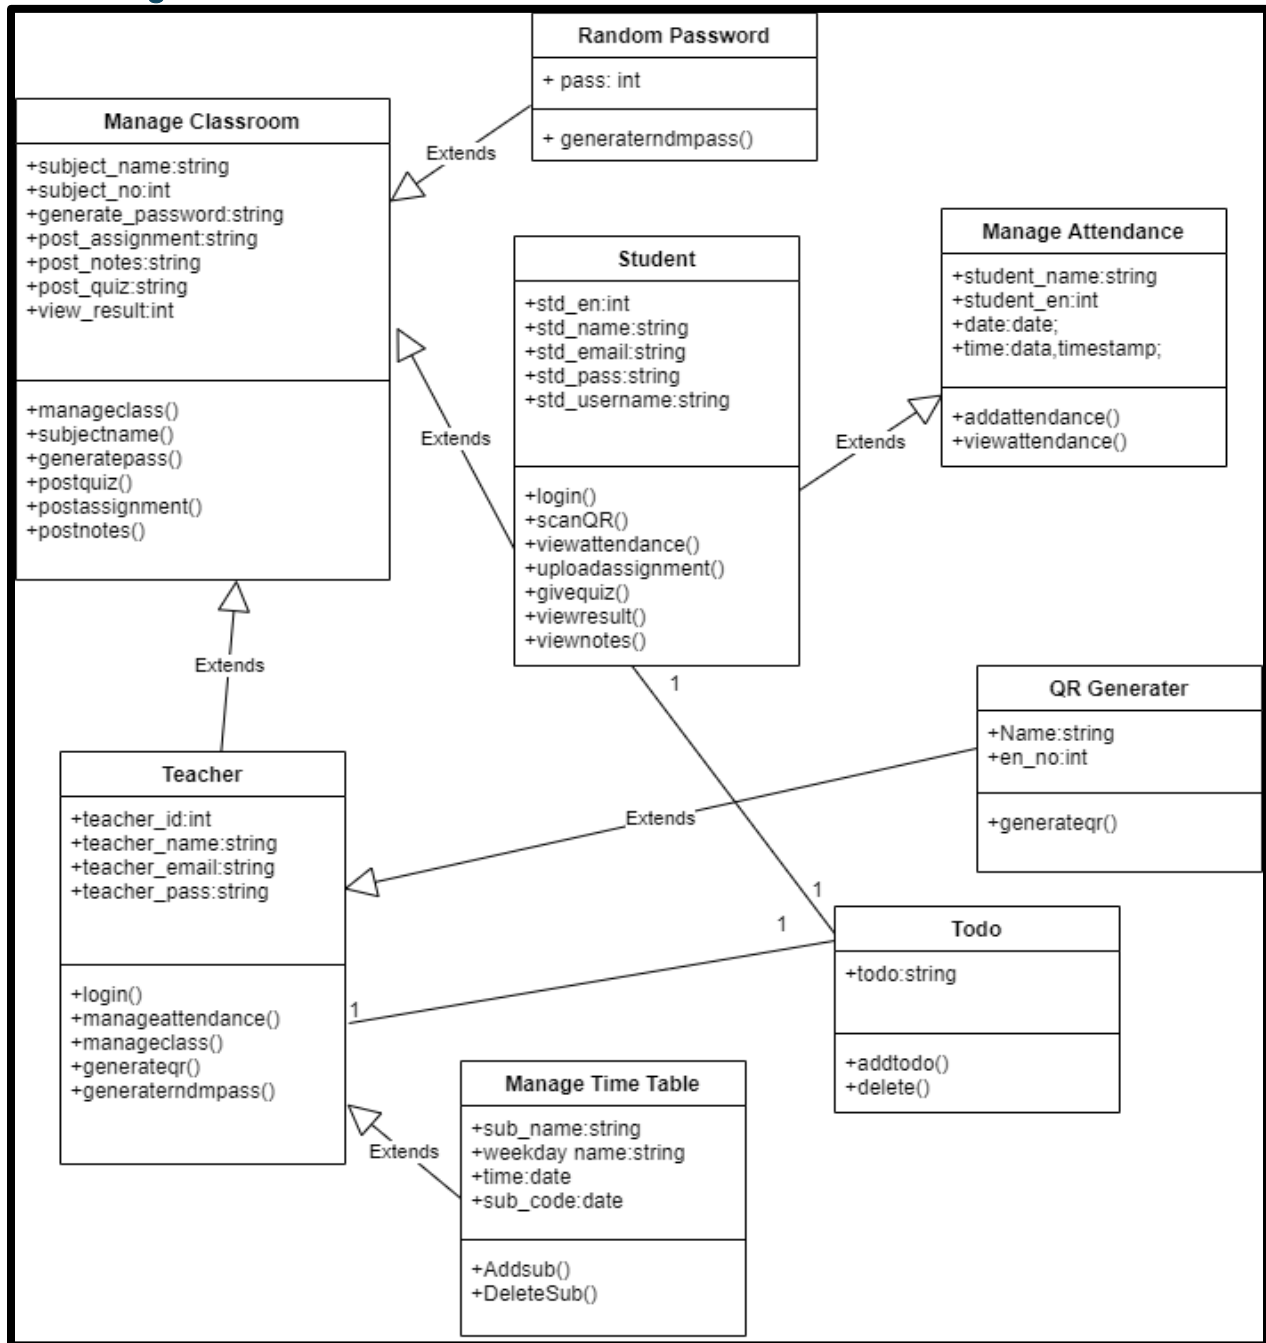 Random Password
+ pass: int
+ generaterndmpass()
Manage Classroom
+subject_name:string
+subject_no:int
+generate_password:string
+post_assignment:string
+post_notes:string
+post_quiz:string
+view_result:int
+manageclass()
+subjectname()
+generatepass()
+postquiz()
+postassignment()
+postnotes()
Extends
Student
+std_en:int
+std_name:string
+std_email:string
+std_pass:string
+std_username:string
+login()
+scanQR()
+viewattendance()
+uploadassignment()
+givequiz()
+viewresult()
+viewnotes()
Extends
Manage Attendance
+student_name:string
+student_en:int
+date:date;
+time:data,timestamp;
+addattendance()
+viewattendance()
Extends
Extends
1
QR Generater
+Name:string
+en_no:int
+generateqr()
Teacher
+teacher_id:int
+teacher_name:string
+teacher_email:string
+teacher_pass:string
+login()
+manageattendance()
+manageclass()
+generateqr()
+generaterndmpass()
Extends
1
1
1
Todo
+todo:string
+addtodo()
+delete()
Extends
Manage Time Table
+sub_name:string
+weekday name:string
+time:date
+sub_code:date
+Addsub()
+DeleteSub()